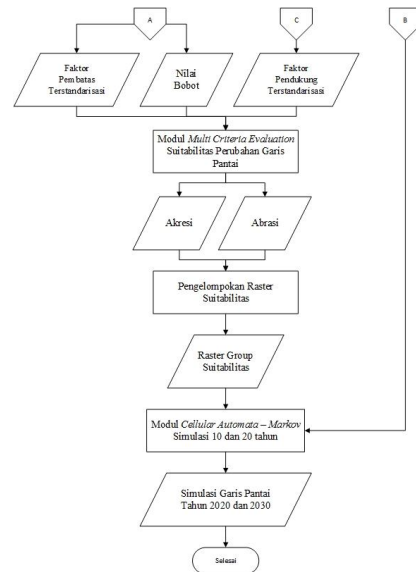 A
C
B
Faktor
Pembatas
Terstandarisasi
Nilai
Bobot
Faktor
Pendukung
Terstandarisasi
Modul Multi Criteria Evaluation
Suitabilitas Perubahan Garis
Pantai
Akresi
Abrasi
Pengelompokan Raster
Suitabilitas
Raster Group
Suitabilitas
Modul Cellular Automata – Markov
Simulasi 10 dan 20 tahun
Simulasi Garis Pantai
Tahun 2020 dan 2030
Selesai